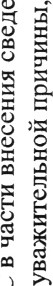 в части внесения сведе
уважительной причины,